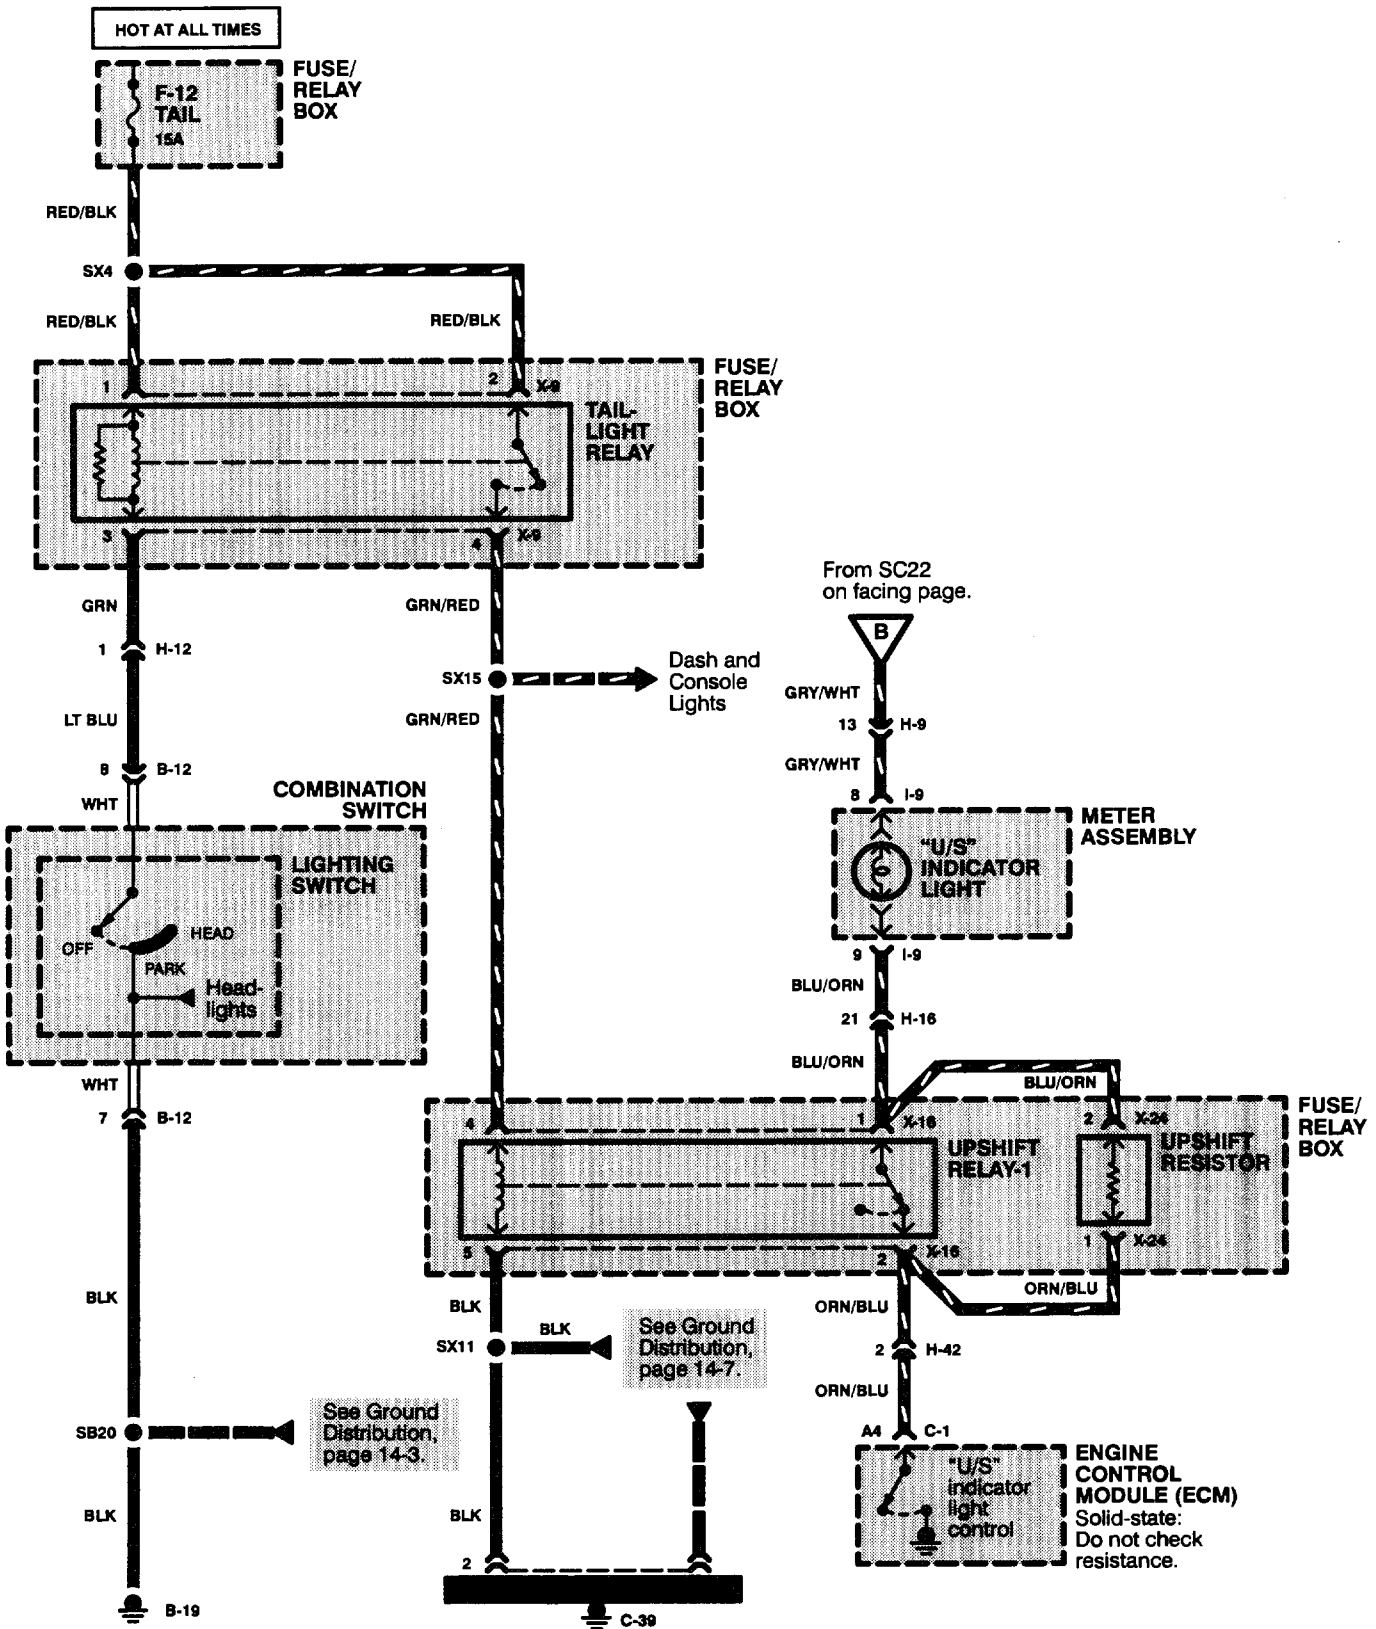 HOT AT ALL TIMES
F-12
TAIL
15A
FUSE/
RELAY
BOX
RED/BLK
SX4
RED/BLK
RED/BLK
1
2
X-9
FUSE/
RELAY
BOX
TAIL-
LIGHT
RELAY
3
4
X-9
GRN
GRN/RED
1
H-12
SX15
Dash and
Console
Lights
LT BLU
GRN/RED
8
B-12
WHT
COMBINATION
SWITCH
LIGHTING
SWITCH
OFF
HEAD
PARK
Head-
lights
WHT
7
B-12
BLK
SB20
See Ground
Distribution,
page 14-3.
BLK
B-19
From SC22
on facing page.
B
GRY/WHT
13
H-9
GRY/WHT
8
I-9
METER
ASSEMBLY
"U/S"
INDICATOR
LIGHT
9
I-9
BLU/ORN
21
H-16
BLU/ORN
BLU/ORN
4
1
X-16
2
X-24
FUSE/
RELAY
BOX
UPSHIFT
RELAY-1
UPSHIFT
RESISTOR
5
2
X-16
1
X-24
BLK
ORN/BLU
ORN/BLU
SX11
BLK
See Ground
Distribution,
page 14-7.
2
H-42
ORN/BLU
A4
C-1
"U/S"
indicator
light
control
ENGINE
CONTROL
MODULE (ECM)
Solid-state:
Do not check
resistance.
BLK
2
C-39